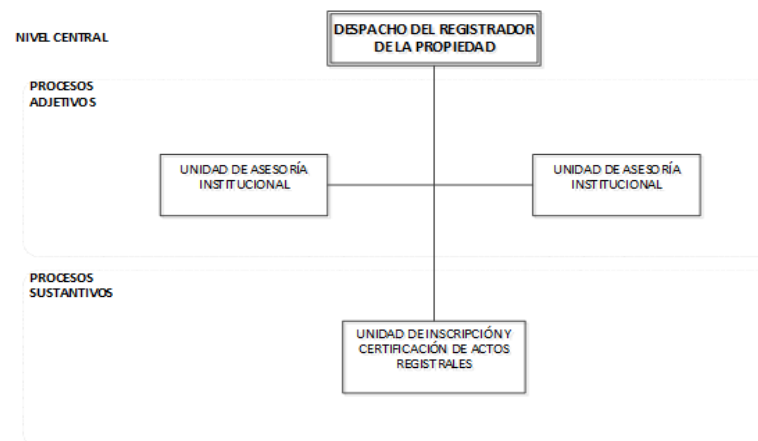 NIVEL CENTRAL
DESPACHO DEL REGISTRADOR
DE LA PROPIEDAD
PROCESOS
ADJETIVOS
UNIDAD DE ASESORÍA
INSTITUCIONAL
UNIDAD DE ASESORÍA
INSTITUCIONAL
PROCESOS
SUSTANTIVOS
UNIDAD DE INSCRIPCIÓN Y
CERTIFICACIÓN DE ACTOS
REGISTRALES